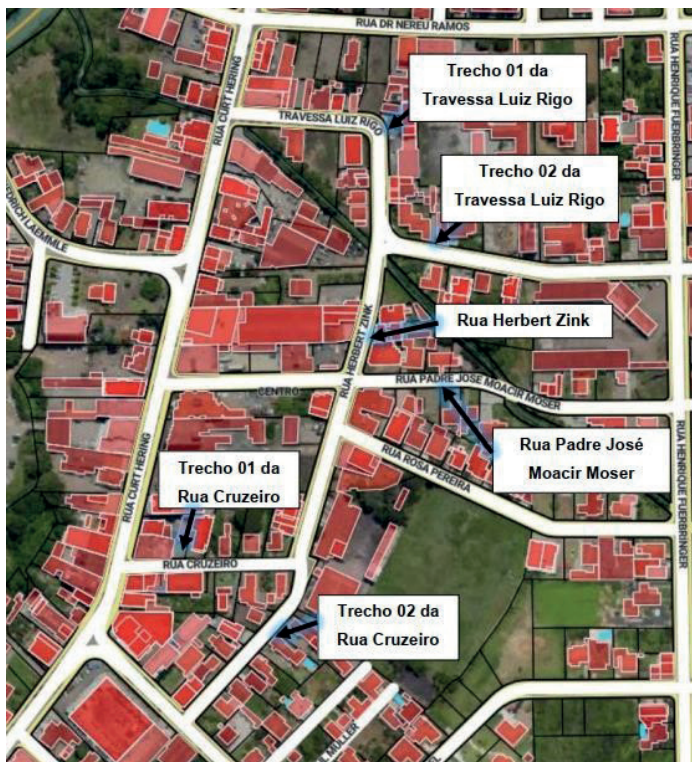 RUA DR NEREU RAMOS
Trecho 01 da
Travessa Luiz Rigo
RUA HENRIQUE FUERBRINGER
RUA CURT HERING
TRAVESSA LUIZ RIGO
Trecho 02 da
Travessa Luiz Rigo
EDRICH LAEMMLE
Rua Herbert Zink
RUA HERBERT ZINK
RUA PADRE JOSE MOACIR MOSER
CENTRO
Rua Padre José
Moacir Moser
RUA ROSA PEREIRA
Trecho 01 da
Rua Cruzeiro
RUA CURT HERING
RUA HENRIQUE FUERBRINGER
RUA CRUZEIRO
Trecho 02 da
Rua Cruzeiro
L MULLER